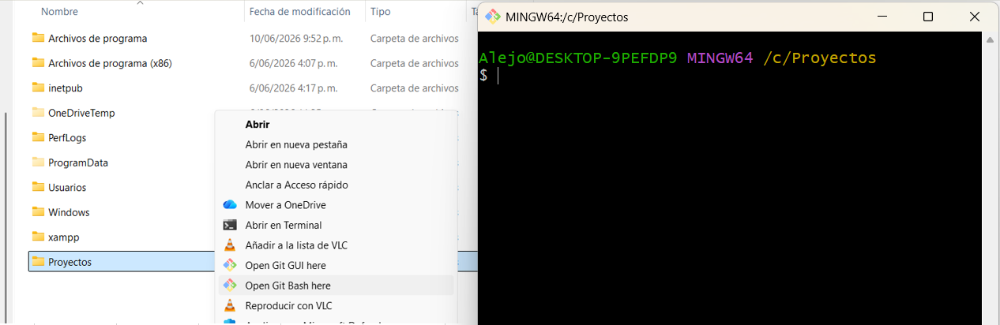 Nombre Fecha de modificación Tipo
Archivos de programa 10/06/2026 9:52 p. m. Carpeta de archivos
Archivos de programa (x86) 6/06/2026 4:07 p. m. Carpeta de archivos
inetpub 6/06/2026 4:17 p. m. Carpeta de archivos
OneDriveTemp
PerfLogs
ProgramData
Usuarios
Windows
xampp
Proyectos
Abrir
Abrir en nueva pestaña
Abrir en nueva ventana
Anclar a Acceso rápido
Mover a OneDrive
Abrir en Terminal
Añadir a la lista de VLC
Open Git GUI here
Open Git Bash here
Reproducir con VLC
MINGW64:/c/Proyectos
Alejo@DESKTOP-9PEFDP9 MINGW64 /c/Proyectos
$